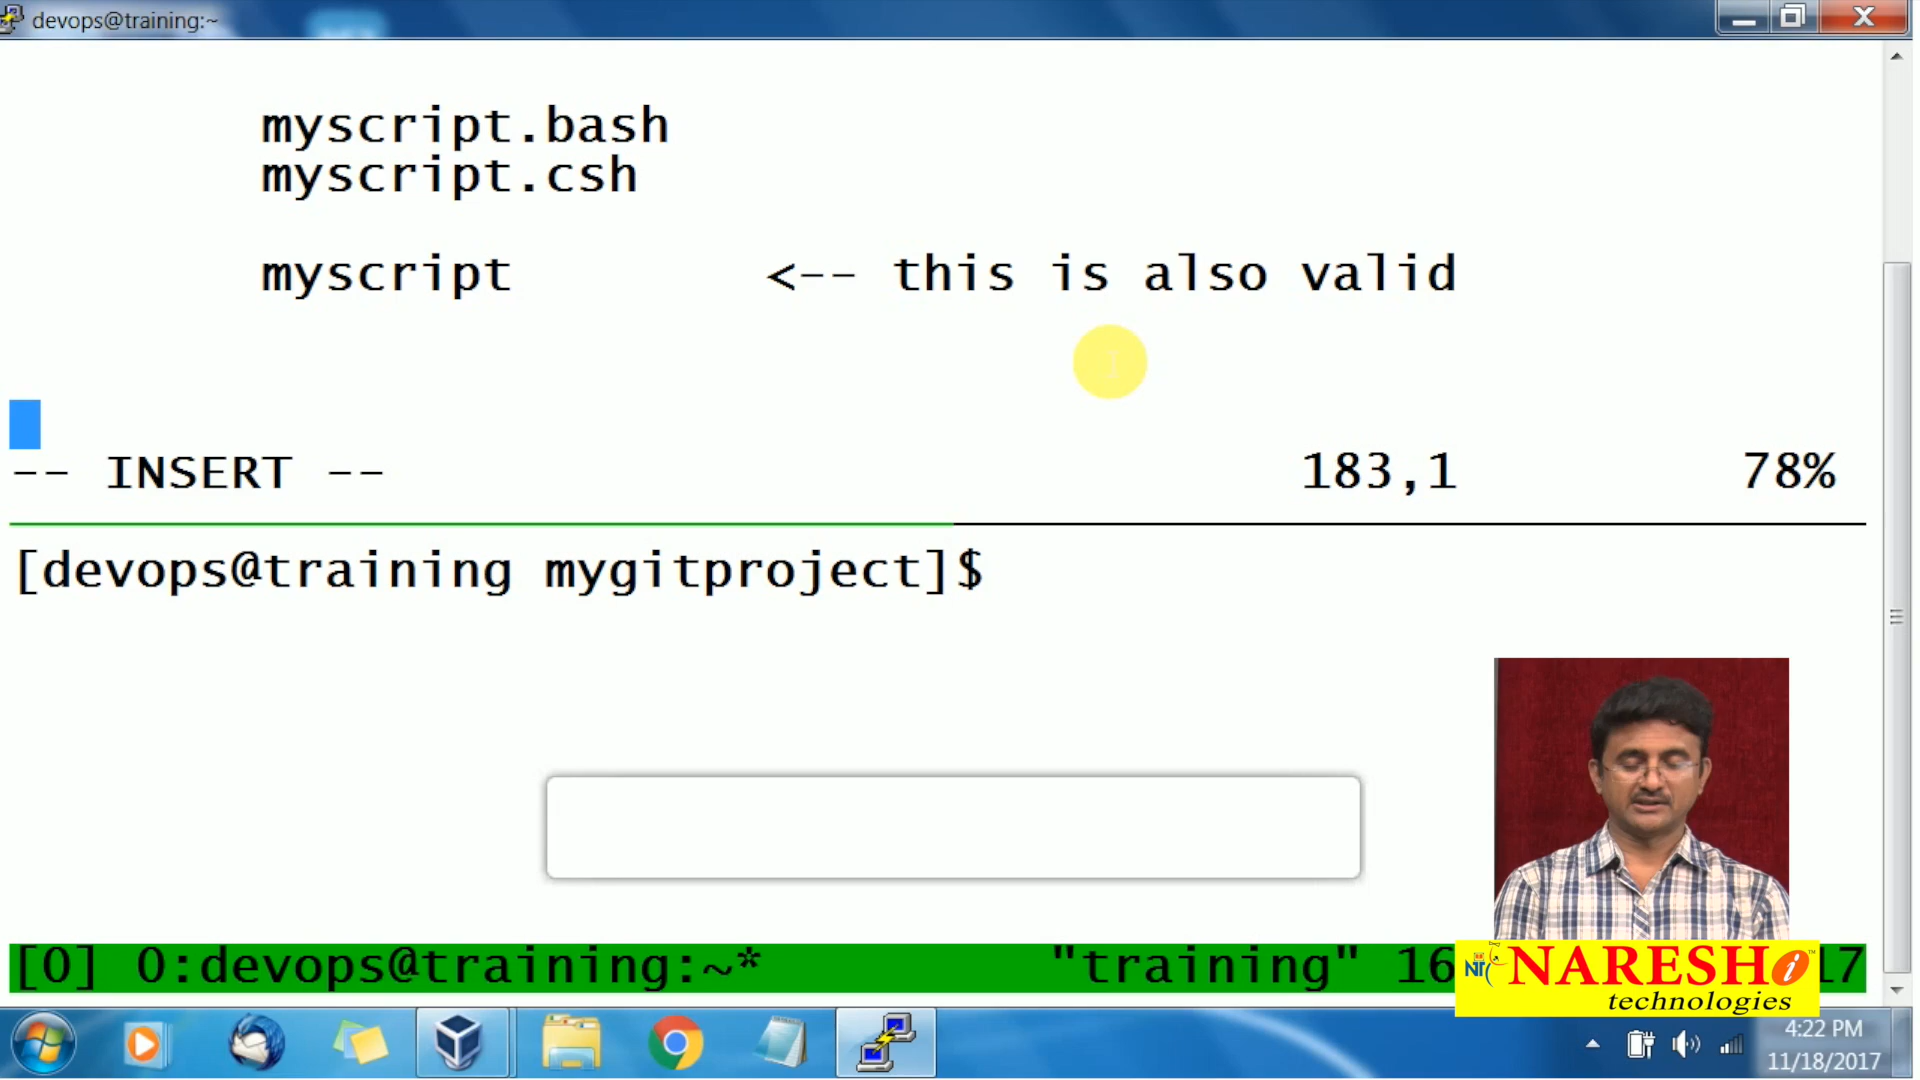 devops@training:~
myscript.bash
myscript.csh
myscript <-- this is also valid
-- INSERT -- 183,1 78%
[devops@training mygitproject]$
[0] 0:devops@training:~* "training" 16 17
NARESH i
technologies
4:22 PM
11/18/2017